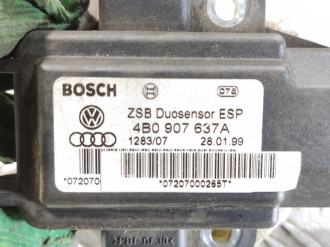 BOSCH 078
ZSB Duosensor ESP
4B0 907 637A
1283/07 28.01.99
*072070
*07207000265T*